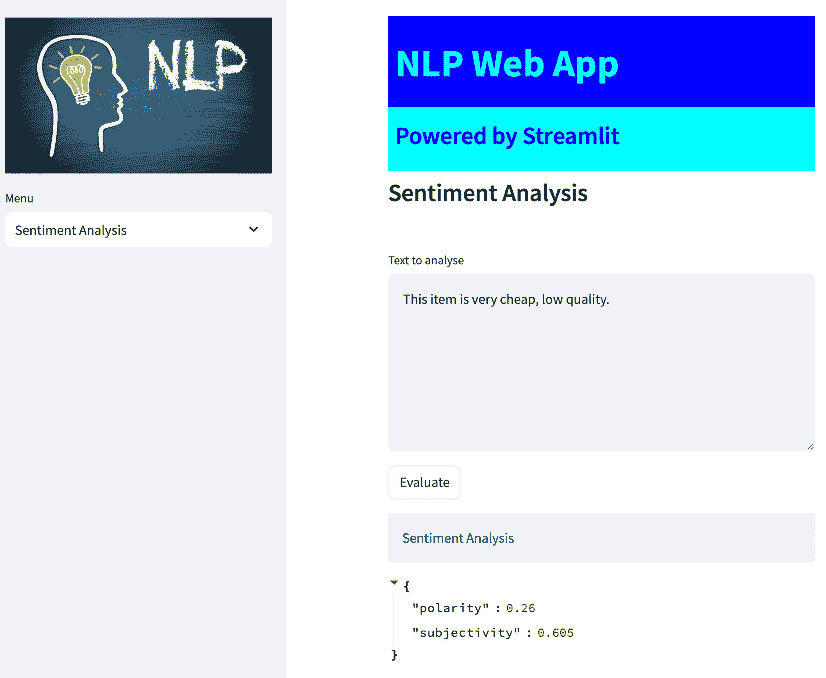 NLP
Menu
Sentiment Analysis
NLP Web App
Powered by Streamlit
Sentiment Analysis
Text to analyse
This item is very cheap, low quality.
Evaluate
Sentiment Analysis
{
"polarity" : 0.26
"subjectivity" : 0.605
}